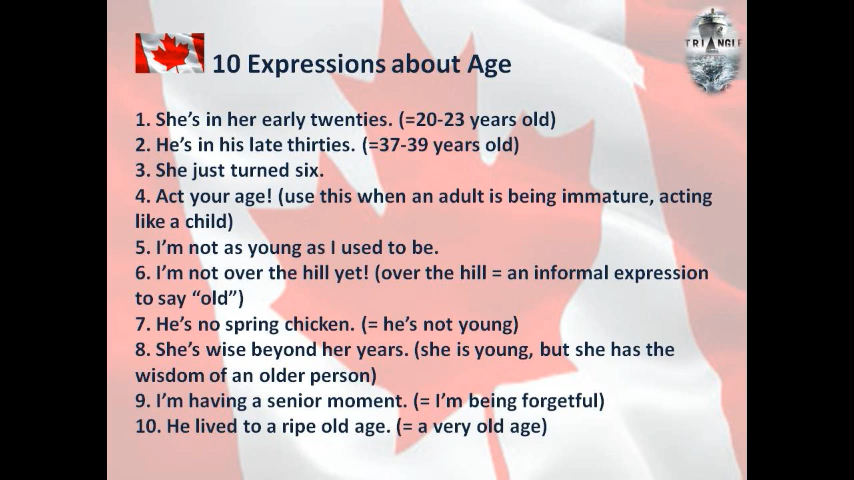 TRIANGLE
10 Expressions about Age
1. She's in her early twenties. (=20-23 years old)
2. He's in his late thirties. (=37-39 years old)
3. She just turned six.
4. Act your age! (use this when an adult is being immature, acting
like a child)
5. I'm not as young as I used to be.
6. I'm not over the hill yet! (over the hill = an informal expression
to say “old”)
7. He's no spring chicken. (= he's not young)
8. She's wise beyond her years. (she is young, but she has the
wisdom of an older person)
9. I'm having a senior moment. (= I'm being forgetful)
10. He lived to a ripe old age. (= a very old age)